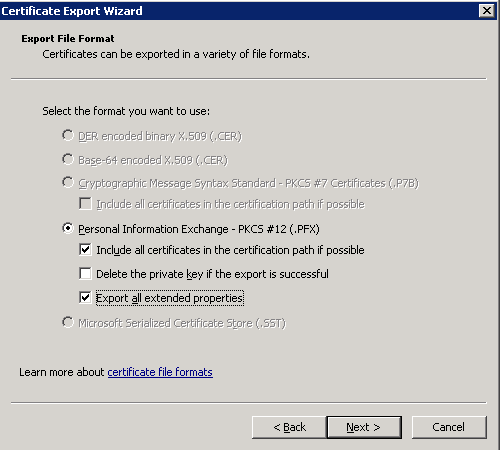 Certificate Export Wizard
Export File Format
Certificates can be exported in a variety of file formats.
Select the format you want to use:
DER encoded binary X.509 (.CER)
Base-64 encoded X.509 (.CER)
Cryptographic Message Syntax Standard - PKCS #7 Certificates (.P7B)
Include all certificates in the certification path if possible
Personal Information Exchange - PKCS #12 (.PFX)
Include all certificates in the certification path if possible
Delete the private key if the export is successful
Export all extended properties
Microsoft Serialized Certificate Store (.SST)
Learn more about certificate file formats
< Back Next > Cancel